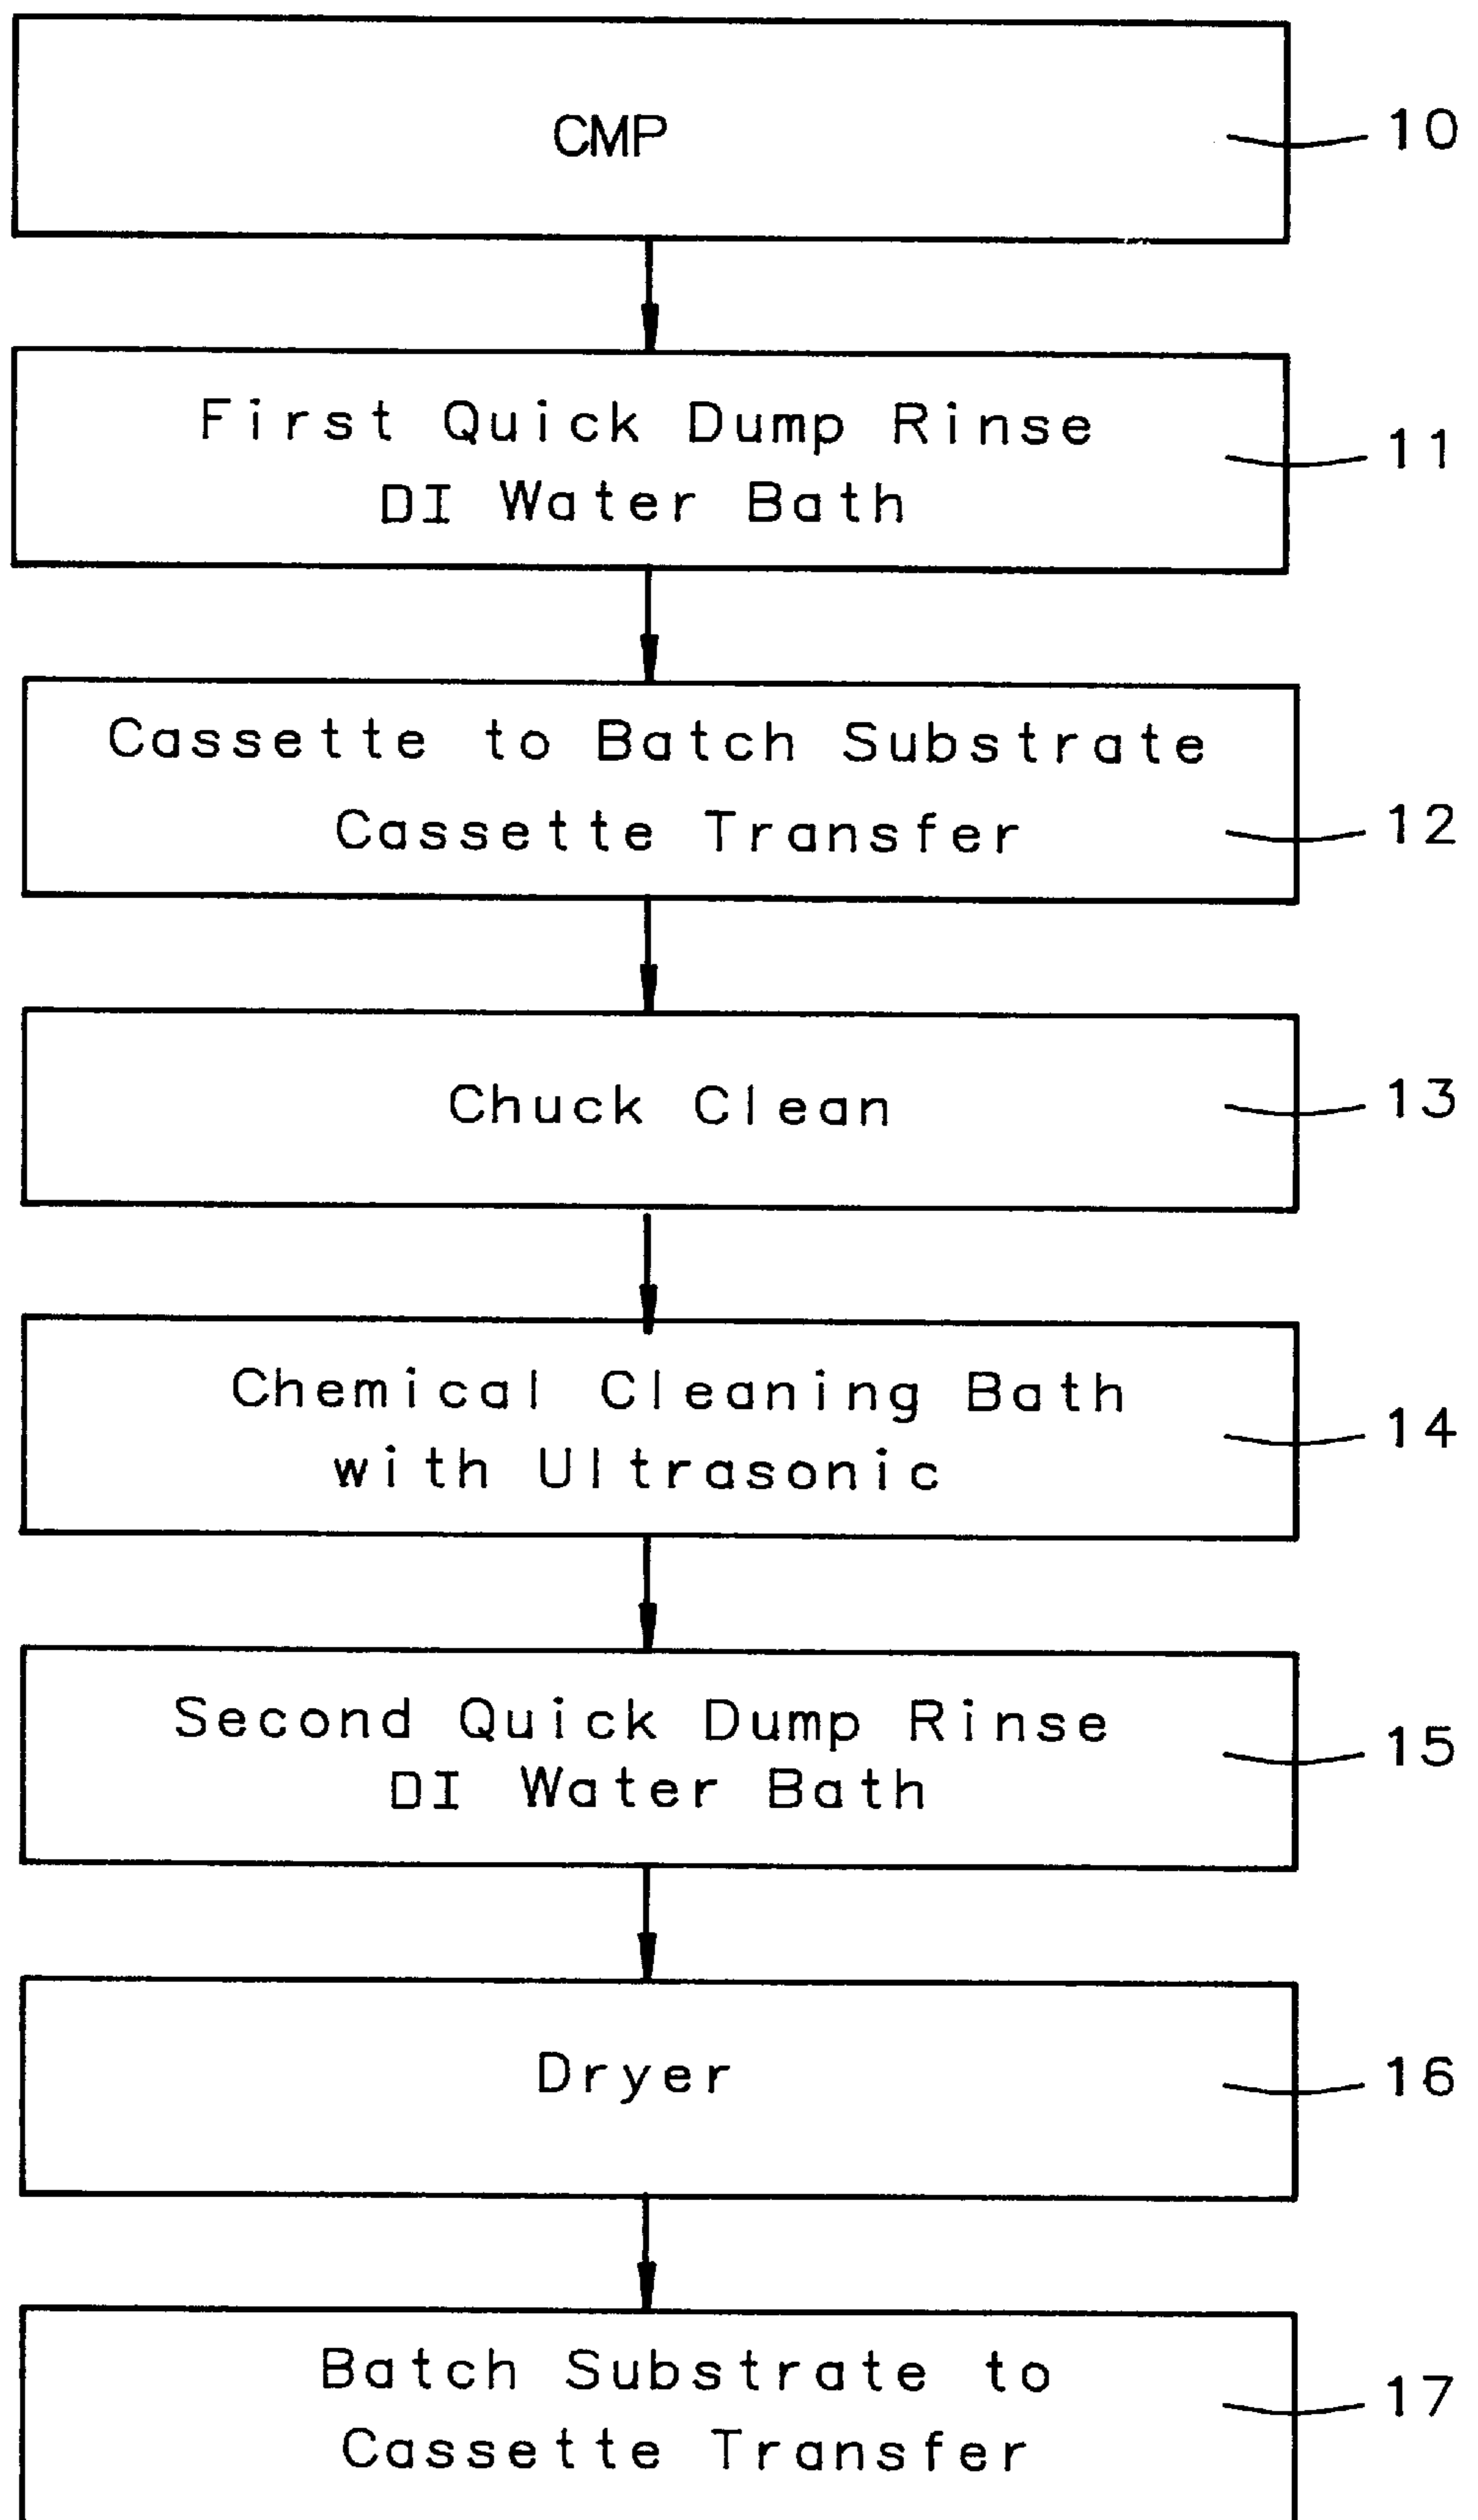 CMP
10
First Quick Dump Rinse
DI Water Bath
11
Cassette to Batch Substrate
Cassette Transfer
12
Chuck Clean
13
Chemical Cleaning Bath
with Ultrasonic
14
Second Quick Dump Rinse
DI Water Bath
15
Dryer
16
Batch Substrate to
Cassette Transfer
17